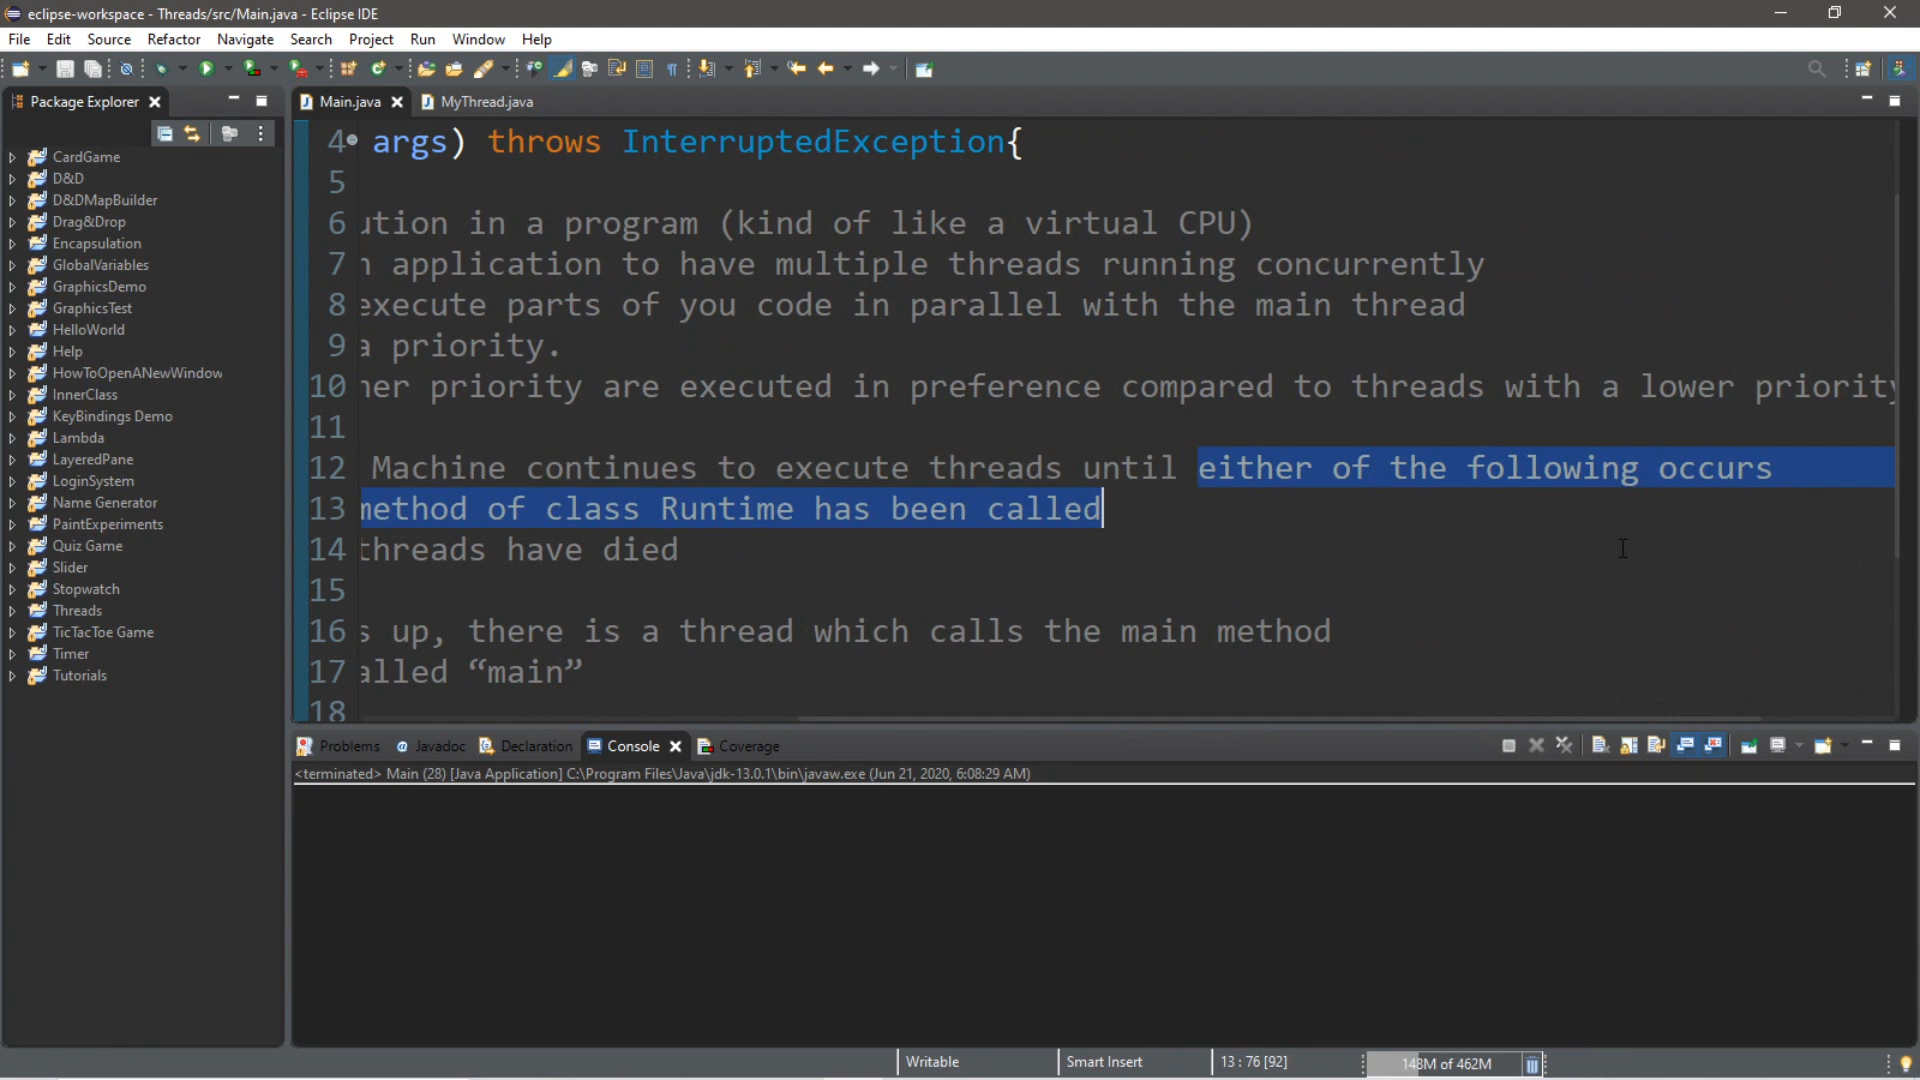 eclipse-workspace - Threads/src/Main.java - Eclipse IDE
File Edit Source Refactor Navigate Search Project Run Window Help
Package Explorer
Main.java
MyThread.java
CardGame
D&D
D&DMapBuilder
Drag&Drop
Encapsulation
GlobalVariables
GraphicsDemo
GraphicsTest
HelloWorld
Help
HowToOpenANewWindow
InnerClass
KeyBindings Demo
Lambda
LayeredPane
LoginSystem
Name Generator
PaintExperiments
Quiz Game
Slider
Stopwatch
Threads
TicTacToe Game
Timer
Tutorials
4 args) throws InterruptedException{
5
6 ution in a program (kind of like a virtual CPU)
7 n application to have multiple threads running concurrently
8 execute parts of you code in parallel with the main thread
9 a priority.
10 her priority are executed in preference compared to threads with a lower priority
11
12 Machine continues to execute threads until either of the following occurs
13 method of class Runtime has been called
14 threads have died
15
16 s up, there is a thread which calls the main method
17 alled “main”
18
Problems Javadoc Declaration Console Coverage
<terminated> Main (28) [Java Application] C:\Program Files\Java\jdk-13.0.1\bin\javaw.exe (Jun 21, 2020, 6:08:29 AM)
Writable Smart Insert 13 : 76 [92] 148M of 462M